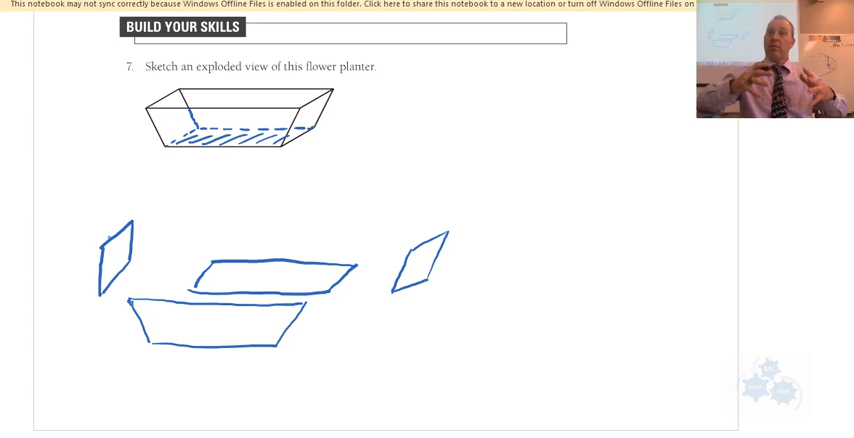 This notebook may not sync correctly because Windows Offline Files is enabled on this folder. Click here to share this notebook to a new location or turn off Windows Offline Files on
BUILD YOUR SKILLS
7. Sketch an exploded view of this flower planter.